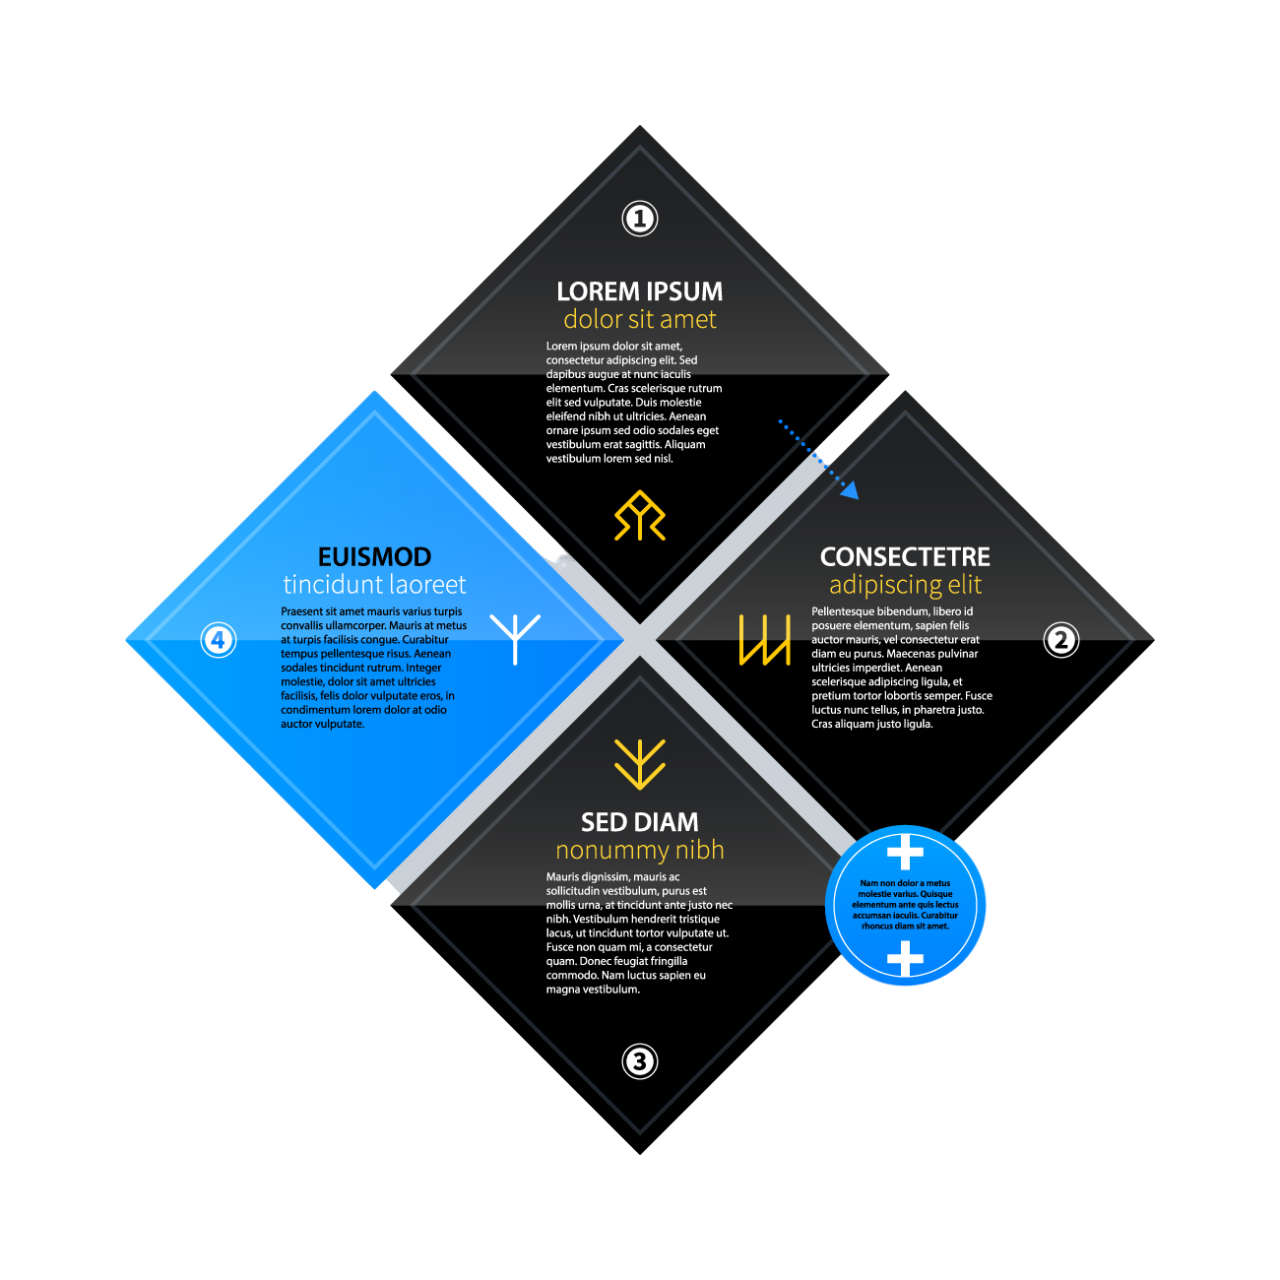 1
LOREM IPSUM
dolor sit amet
Lorem ipsum dolor sit amet,
consectetur adipiscing elit. Sed
dapibus augue at nunc iaculis
elementum. Cras scelerisque rutrum
elit sed vulputate. Duis molestie
eleifend nibh ut ultricies. Aenean
ornare ipsum sed odio sodales eget
vestibulum erat sagittis. Aliquam
vestibulum lorem sed nisl.
CONSECTETRE
adipiscing elit
Pellentesque bibendum, libero id
posuere elementum, sapien felis
auctor mauris, vel consectetur erat
diam eu purus. Maecenas pulvinar
ultricies imperdiet. Aenean
scelerisque adipiscing ligula, et
pretium tortor lobortis semper. Fusce
luctus nunc tellus, in pharetra justo.
Cras aliquam justo ligula.
2
SED DIAM
nonummy nibh
Mauris dignissim, mauris ac
sollicitudin vestibulum, purus est
mollis urna, at tincidunt ante justo nec
nibh. Vestibulum hendrerit tristique
lacus, ut tincidunt tortor vulputate ut.
Fusce non quam mi, a consectetur
quam. Donec feugiat fringilla
commodo. Nam luctus sapien eu
magna vestibulum.
3
EUISMOD
tincidunt laoreet
Praesent sit amet mauris varius turpis
convallis ullamcorper. Mauris at metus
at turpis facilisis congue. Curabitur
tempus pellentesque risus. Aenean
sodales tincidunt rutrum. Integer
molestie, dolor sit amet ultricies
facilisis, felis dolor vulputate eros, in
condimentum lorem dolor at odio
auctor vulputate.
4
Nam non dolor a metus
molestie varius. Quisque
elementum ante quis lectus
accumsan iaculis. Curabitur
rhoncus diam sit amet.